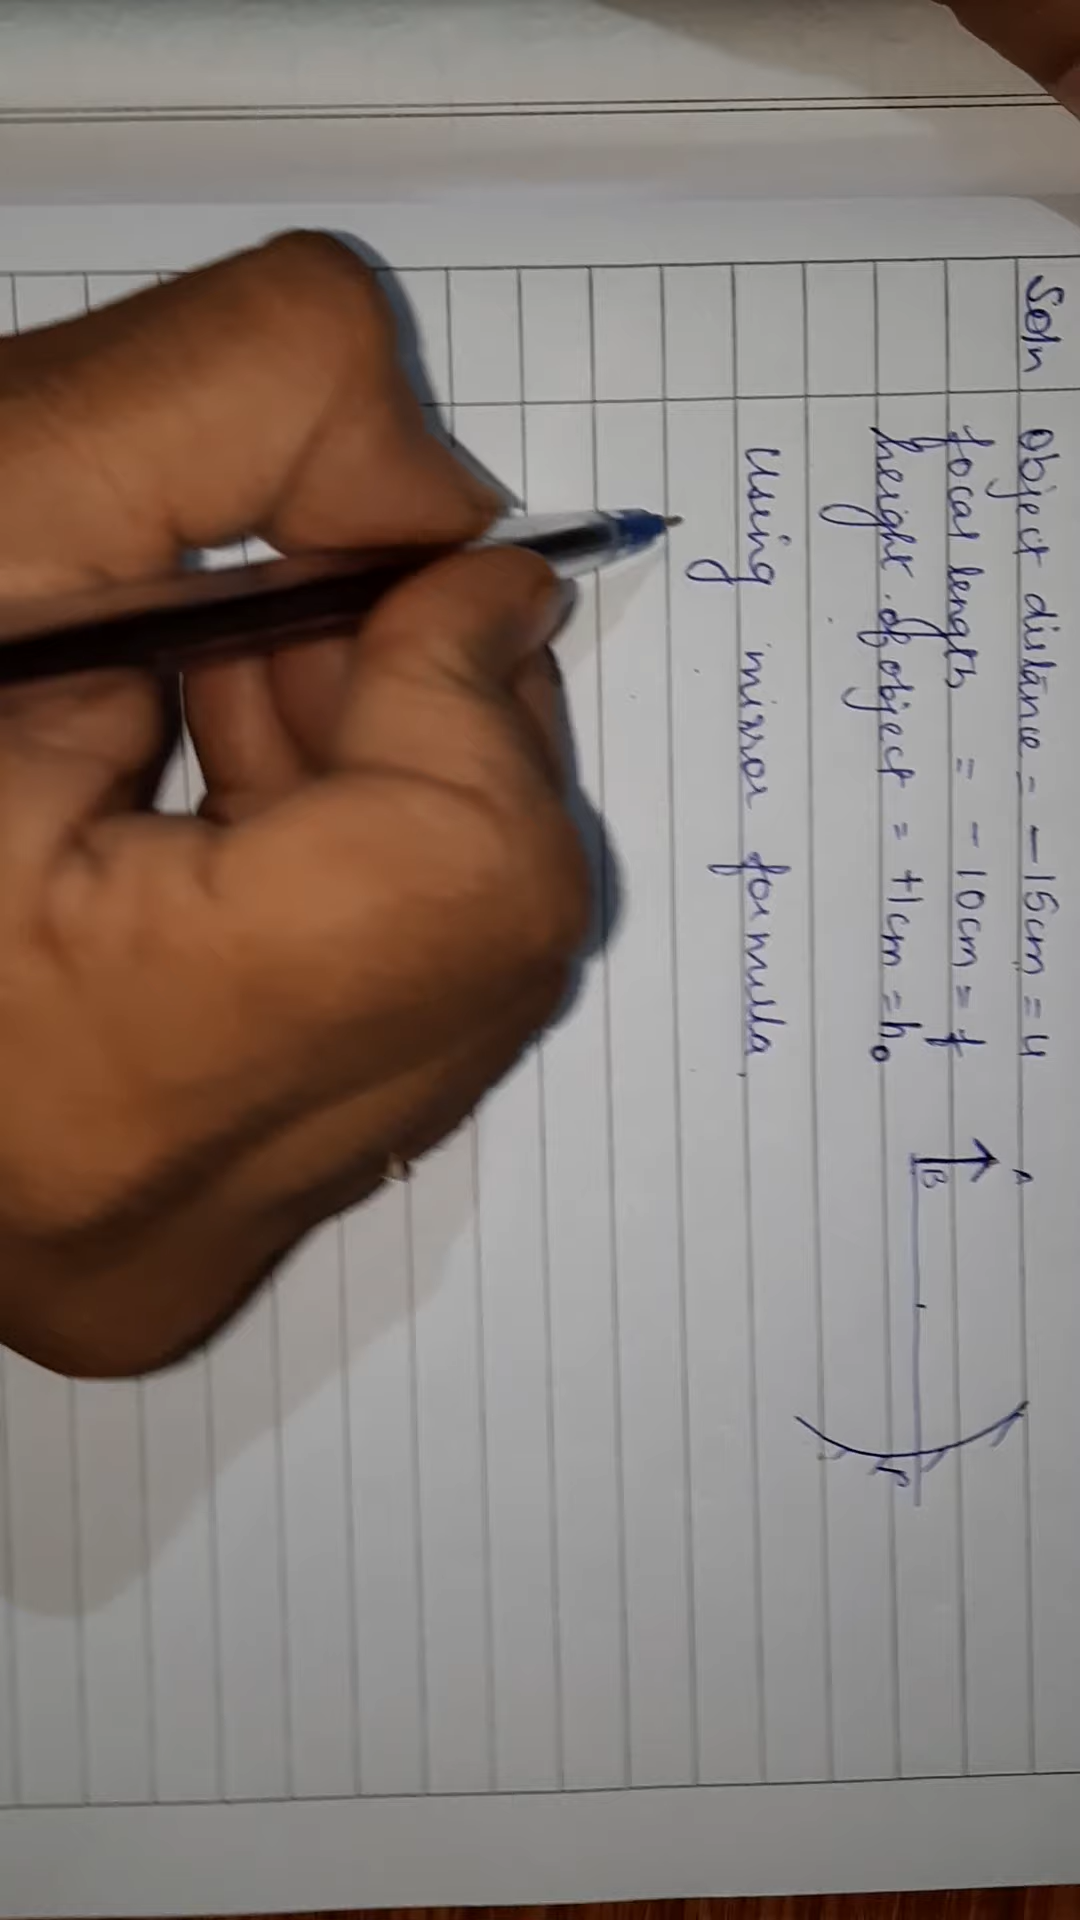 Soln Object distance = -15cm = u
focal length = -10cm = f
height of object = +1cm = h₀
A
B
P
Using mirror formula,